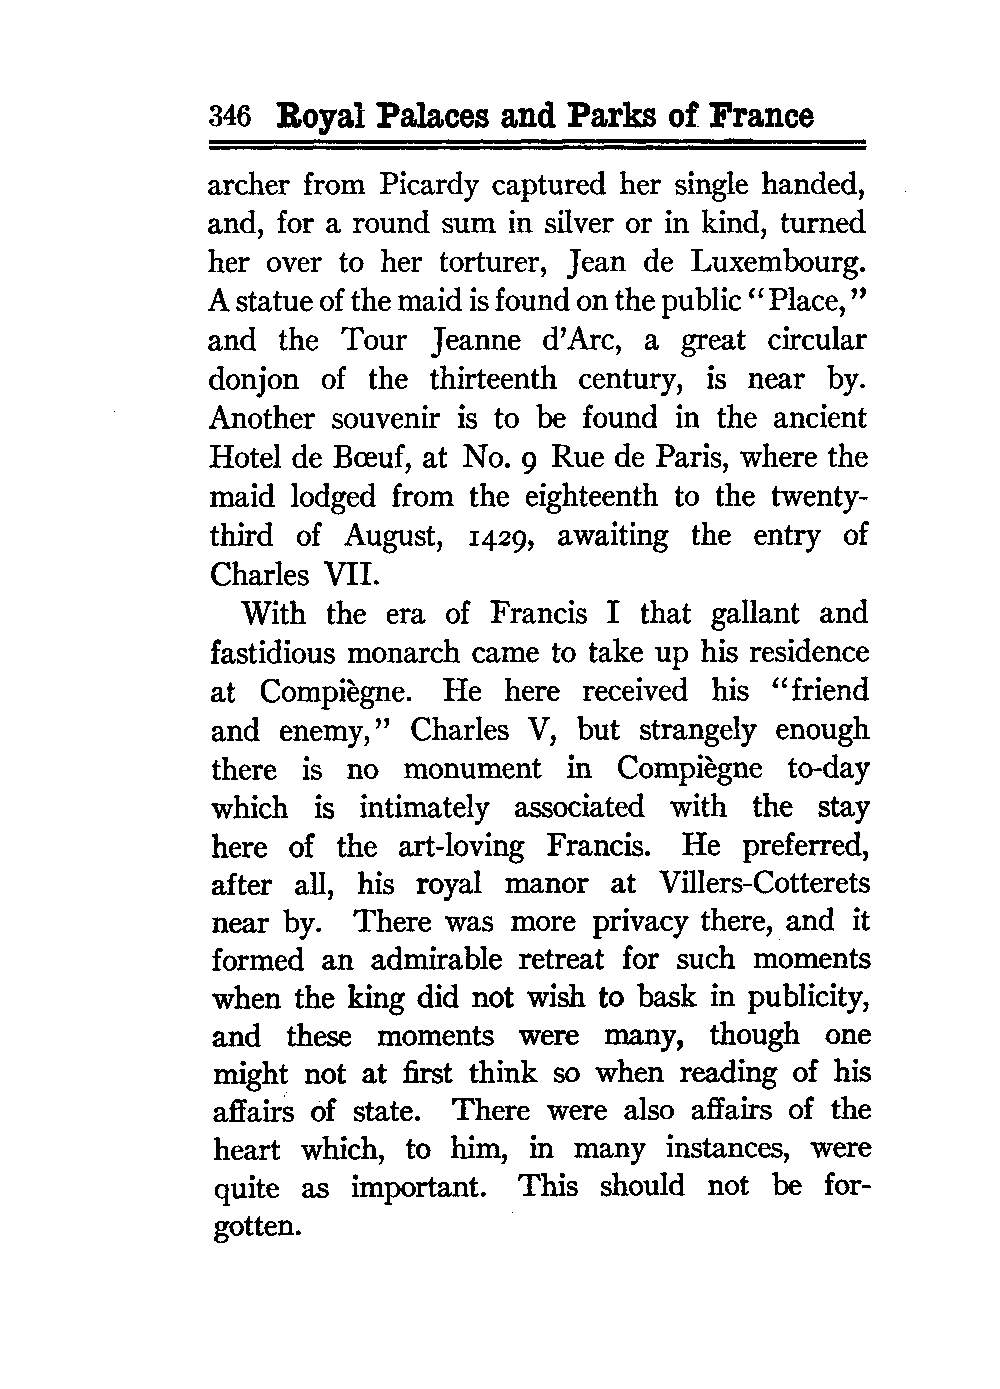 346 Royal Palaces and Parks of France
archer from Picardy captured her single handed,
and, for a round sum in silver or in kind, turned
her over to her torturer, Jean de Luxembourg.
A statue of the maid is found on the public “Place,”
and the Tour Jeanne d’Arc, a great circular
donjon of the thirteenth century, is near by.
Another souvenir is to be found in the ancient
Hotel de Bœuf, at No. 9 Rue de Paris, where the
maid lodged from the eighteenth to the twenty-
third of August, 1429, awaiting the entry of
Charles VII.
With the era of Francis I that gallant and
fastidious monarch came to take up his residence
at Compiègne. He here received his “friend
and enemy,” Charles V, but strangely enough
there is no monument in Compiègne to-day
which is intimately associated with the stay
here of the art-loving Francis. He preferred,
after all, his royal manor at Villers-Cotterets
near by. There was more privacy there, and it
formed an admirable retreat for such moments
when the king did not wish to bask in publicity,
and these moments were many, though one
might not at first think so when reading of his
affairs of state. There were also affairs of the
heart which, to him, in many instances, were
quite as important. This should not be for-
gotten.